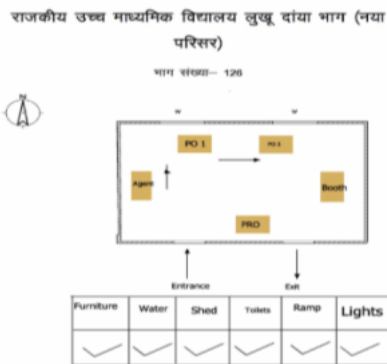 राजकीय उच्च माध्यमिक विद्यालय लुखू दांया भाग (नया
परिसर)
भाग संख्या– 126
N
W W
PO 1 PO 2
Agent Booth
PRO
Entrance Exit
Furniture Water Shed Toilets Ramp Lights